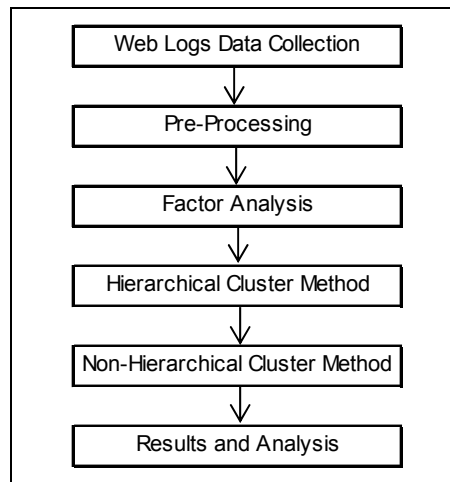 Web Logs Data Collection
Pre-Processing
Factor Analysis
Hierarchical Cluster Method
Non-Hierarchical Cluster Method
Results and Analysis